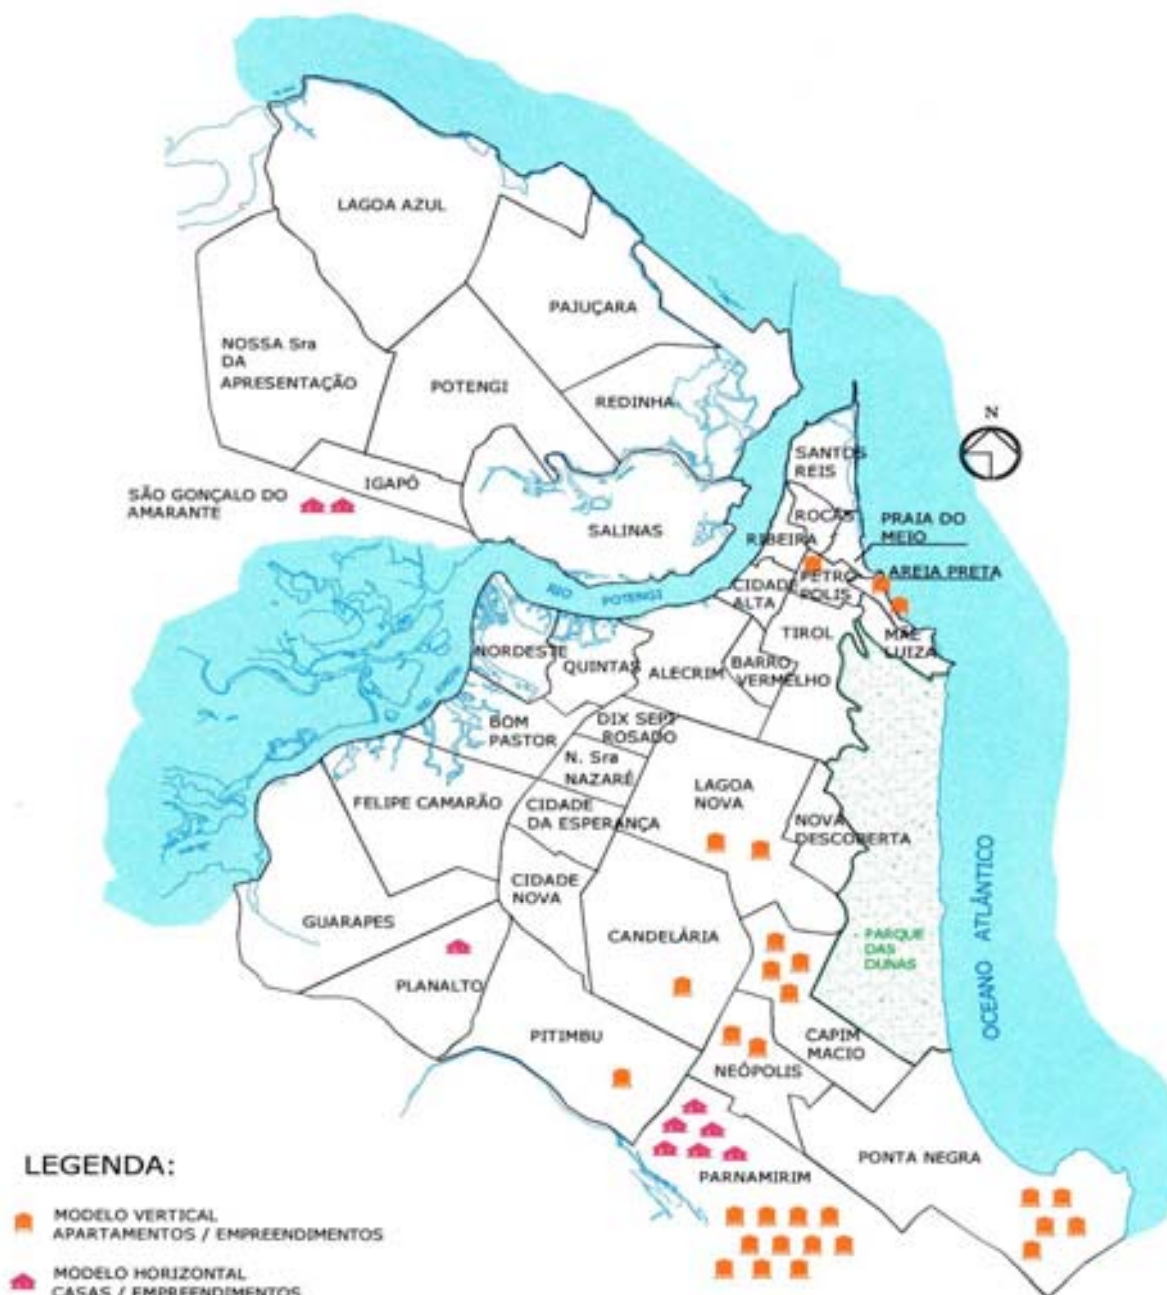 LAGOA AZUL
PAJUÇARA
NOSSA Sra
DA
APRESENTAÇÃO
POTENGI
REDINHA
N
SANTOS
REIS
IGAPÓ
SÃO GONÇALO DO
AMARANTE
SALINAS
ROCAS
RIBEIRA
PRAIA DO
MEIO
AREIA PRETA
PETRO
POLIS
CIDADE
ALTA
RIO POTENGI
TIROL
MAE
LUIZA
NORDESTE
QUINTAS
ALECRIM
BARRO
VERMELHO
BOM
PASTOR
DIX SEPT
ROSADO
N. Sra
NAZARÉ
LAGOA
NOVA
FELIPE CAMARÃO
CIDADE
DA ESPERANÇA
NOVA
DESCOBERTA
OCEANO ATLÂNTICO
CIDADE
NOVA
GUARAPES
CANDELÁRIA
PARQUE
DAS
DUNAS
PLANALTO
PITIMBU
CAPIM
MACIO
NEÓPOLIS
PONTA NEGRA
PARNAMIRIM
LEGENDA:
MODELO VERTICAL
APARTAMENTOS / EMPREENDIMENTOS
MODELO HORIZONTAL
CASAS / EMPREENDIMENTOS